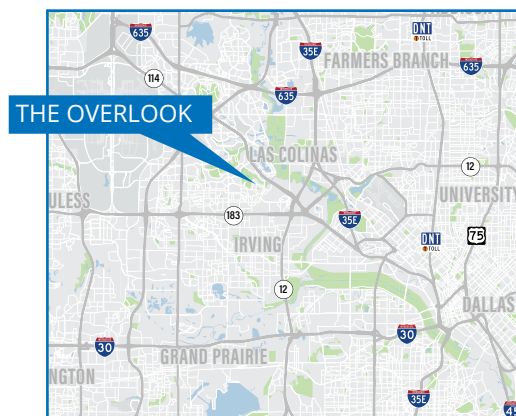 635
35E
DNT
TOLL
FARMERS BRANCH
635
114
635
THE OVERLOOK
LAS COLINAS
12
ULESS
UNIVERSITY
183
35E
DNT
TOLL
75
IRVING
12
DALLAS
30
30
GRAND PRAIRIE
NGTON
35E
45